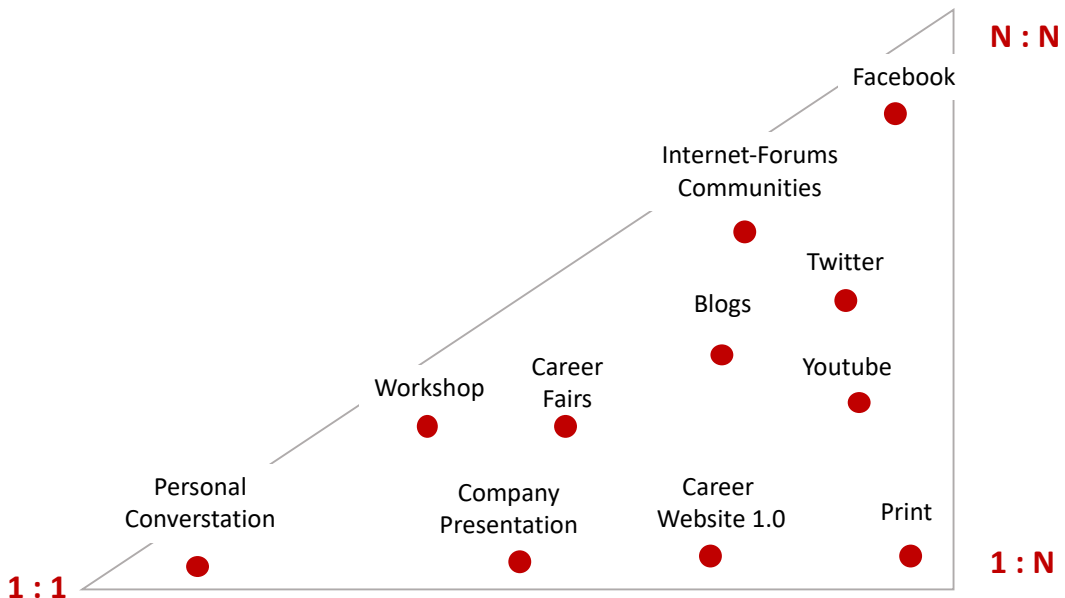 N : N
Facebook
Internet-Forums
Communities
Twitter
Blogs
Youtube
Career
Fairs
Workshop
Personal
Converstation
Company
Presentation
Career
Website 1.0
Print
1 : N
1 : 1